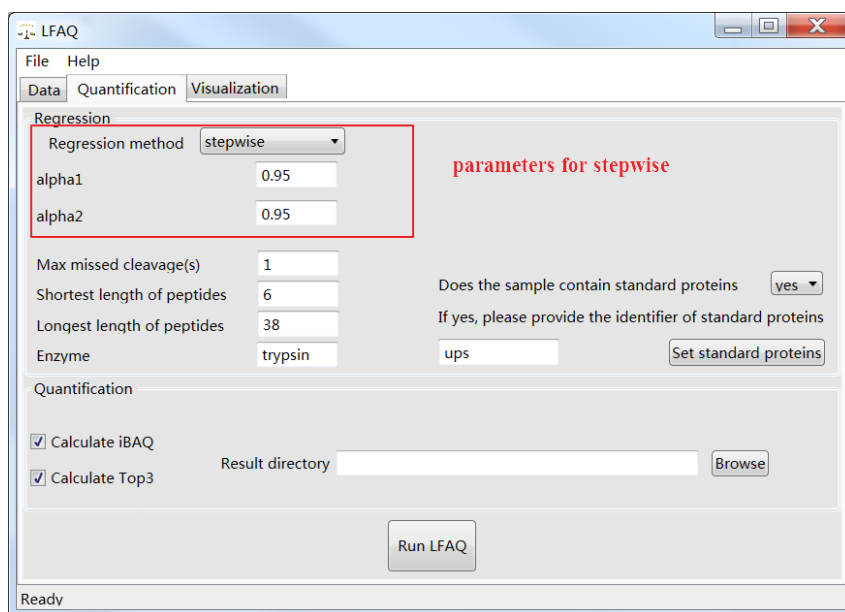 LFAQ
File Help
Data Quantification Visualization
Regression
Regression method stepwise
parameters for stepwise
alpha1 0.95
alpha2 0.95
Max missed cleavage(s) 1
Does the sample contain standard proteins yes
Shortest length of peptides 6
If yes, please provide the identifier of standard proteins
Longest length of peptides 38
Enzyme trypsin
ups Set standard proteins
Quantification
Calculate iBAQ
Result directory Browse
Calculate Top3
Run LFAQ
Ready